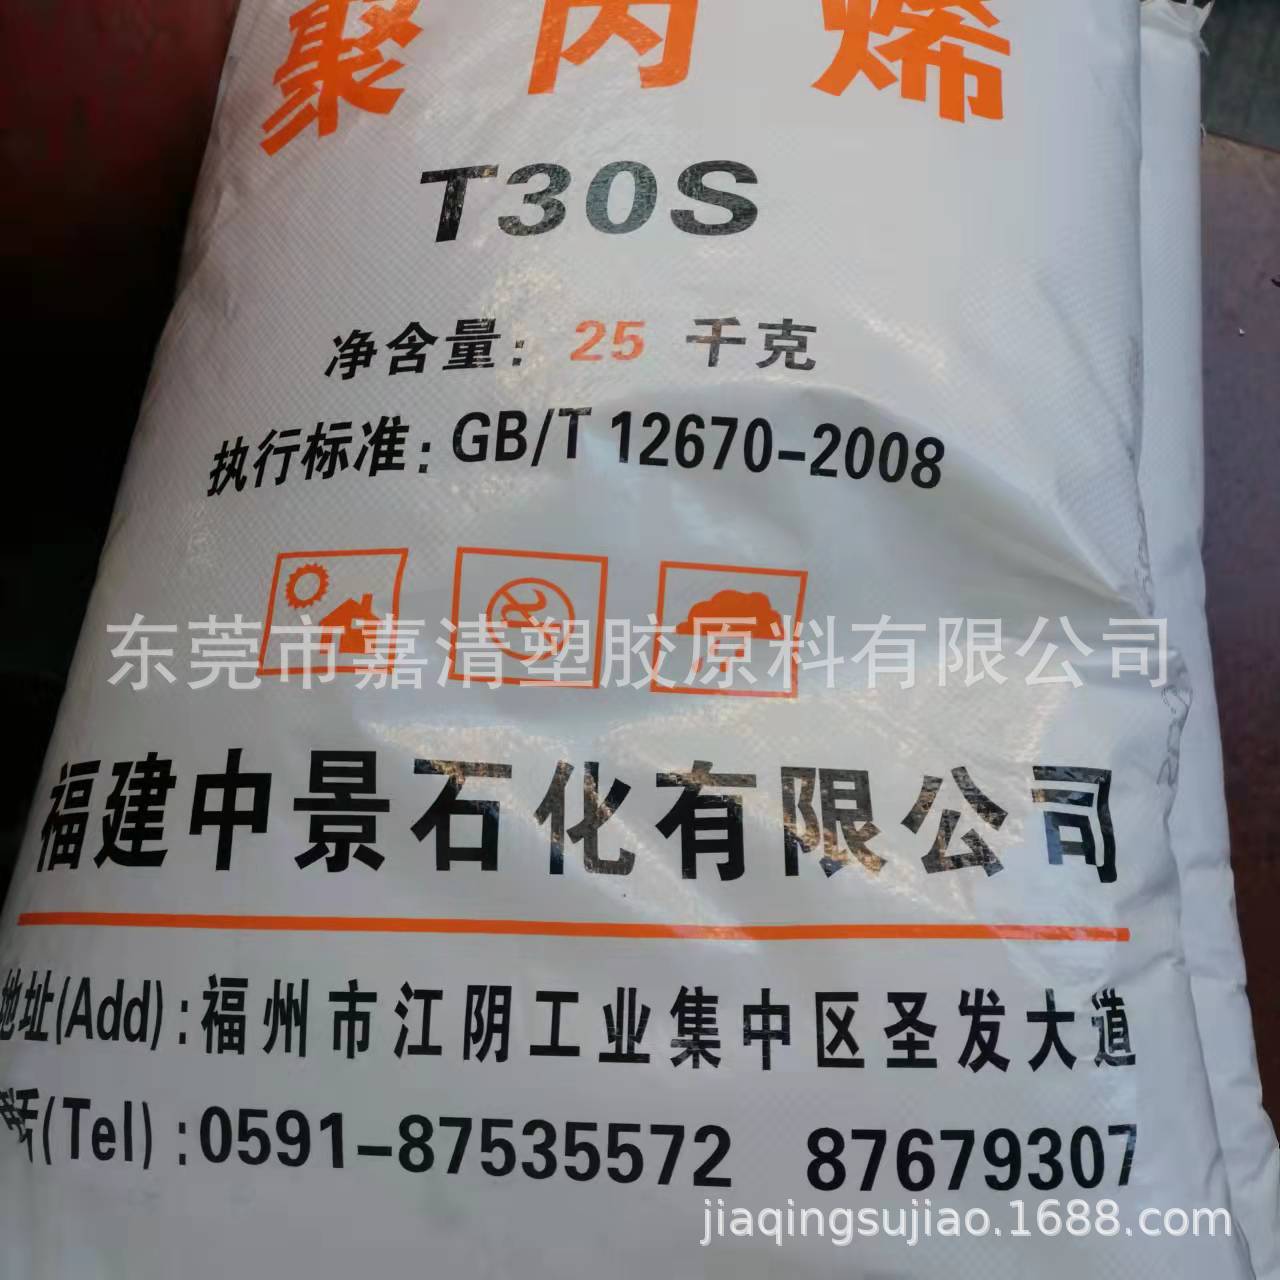 聚丙烯
T30S
净含量：25 千克
执行标准：GB/T 12670-2008
东莞市嘉清塑胶原料有限公司
福建中景石化有限公司
地址(Add)：福州市江阴工业集中区圣发大道
(Tel)：0591-87535572 87679307
jiaqingsujiao.1688.com